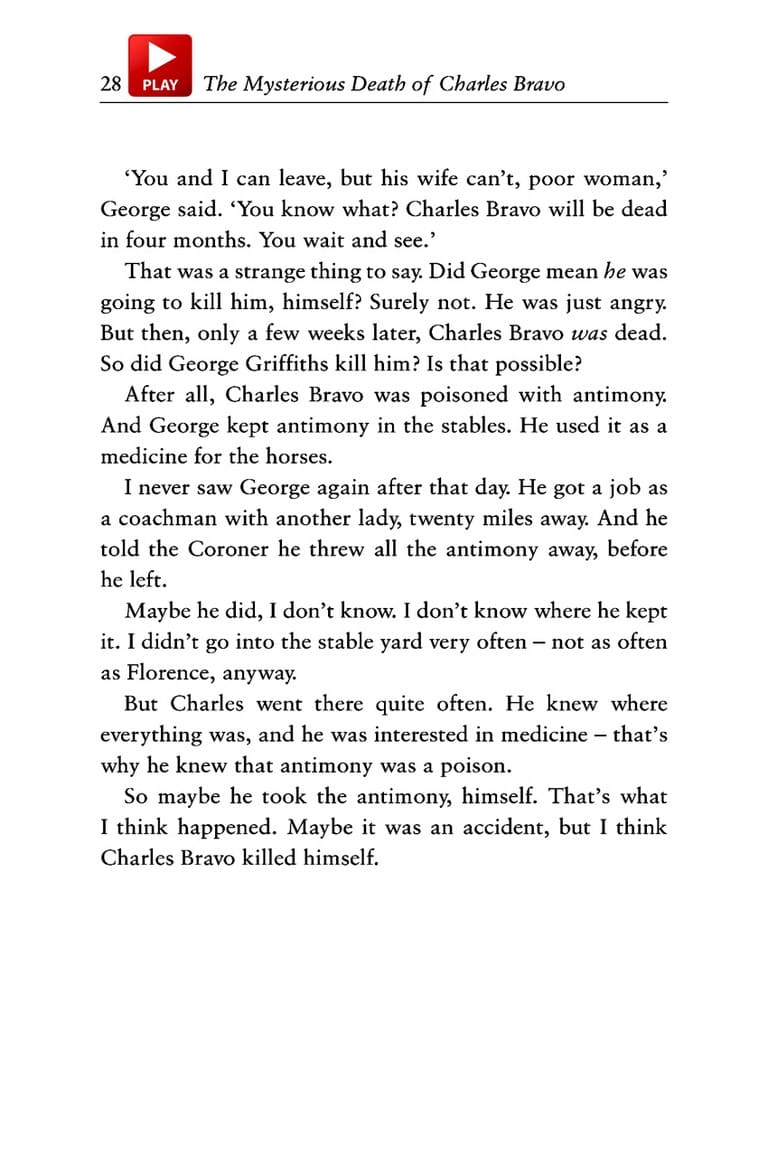 28 PLAY The Mysterious Death of Charles Bravo
‘You and I can leave, but his wife can’t, poor woman,’
George said. ‘You know what? Charles Bravo will be dead
in four months. You wait and see.’
That was a strange thing to say. Did George mean he was
going to kill him, himself? Surely not. He was just angry.
But then, only a few weeks later, Charles Bravo was dead.
So did George Griffiths kill him? Is that possible?
After all, Charles Bravo was poisoned with antimony.
And George kept antimony in the stables. He used it as a
medicine for the horses.
I never saw George again after that day. He got a job as
a coachman with another lady, twenty miles away. And he
told the Coroner he threw all the antimony away, before
he left.
Maybe he did, I don’t know. I don’t know where he kept
it. I didn’t go into the stable yard very often – not as often
as Florence, anyway.
But Charles went there quite often. He knew where
everything was, and he was interested in medicine – that’s
why he knew that antimony was a poison.
So maybe he took the antimony, himself. That’s what
I think happened. Maybe it was an accident, but I think
Charles Bravo killed himself.